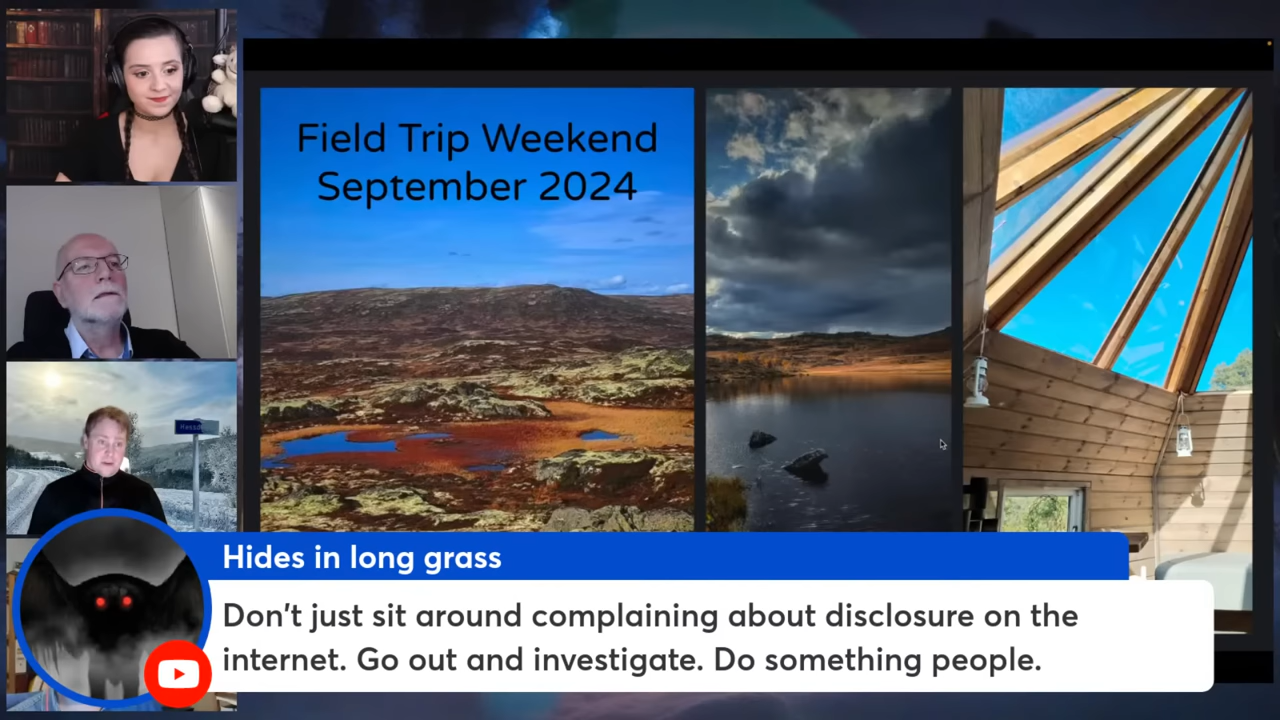 Field Trip Weekend
September 2024
Hides in long grass
Don't just sit around complaining about disclosure on the
internet. Go out and investigate. Do something people.